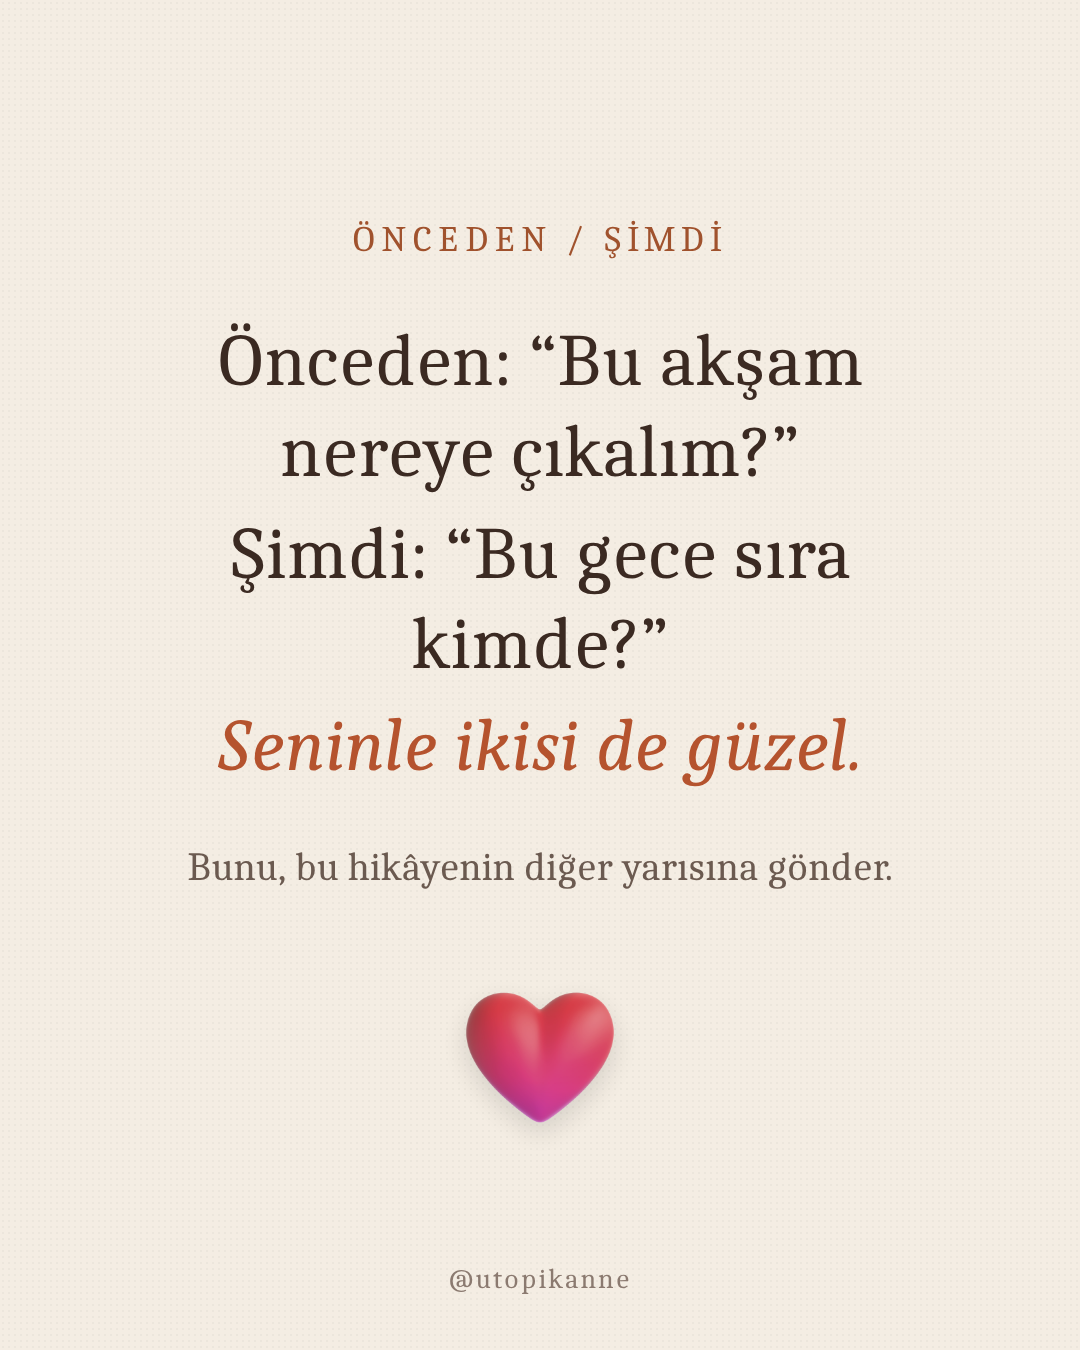 ÖNCEDEN / ŞİMDİ
Önceden: “Bu akşam
nereye çıkalım?”
Şimdi: “Bu gece sıra
kimde?”
Seninle ikisi de güzel.
Bunu, bu hikâyenin diğer yarısına gönder.
@utopikanne